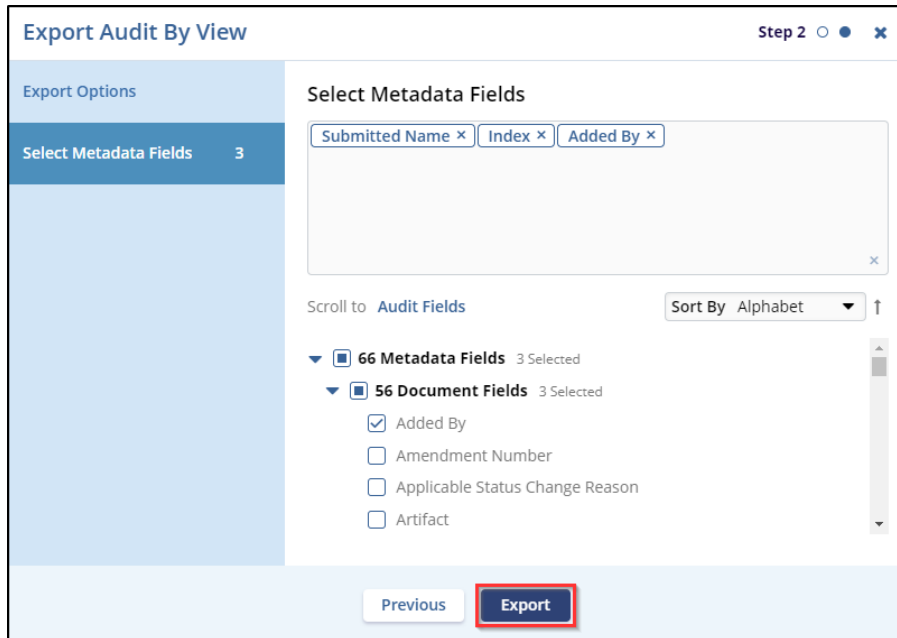 Export Audit By View
Step 2
Export Options
Select Metadata Fields 3
Select Metadata Fields
Submitted Name × Index × Added By ×
Scroll to Audit Fields
Sort By Alphabet
66 Metadata Fields 3 Selected
56 Document Fields 3 Selected
Added By
Amendment Number
Applicable Status Change Reason
Artifact
Previous
Export